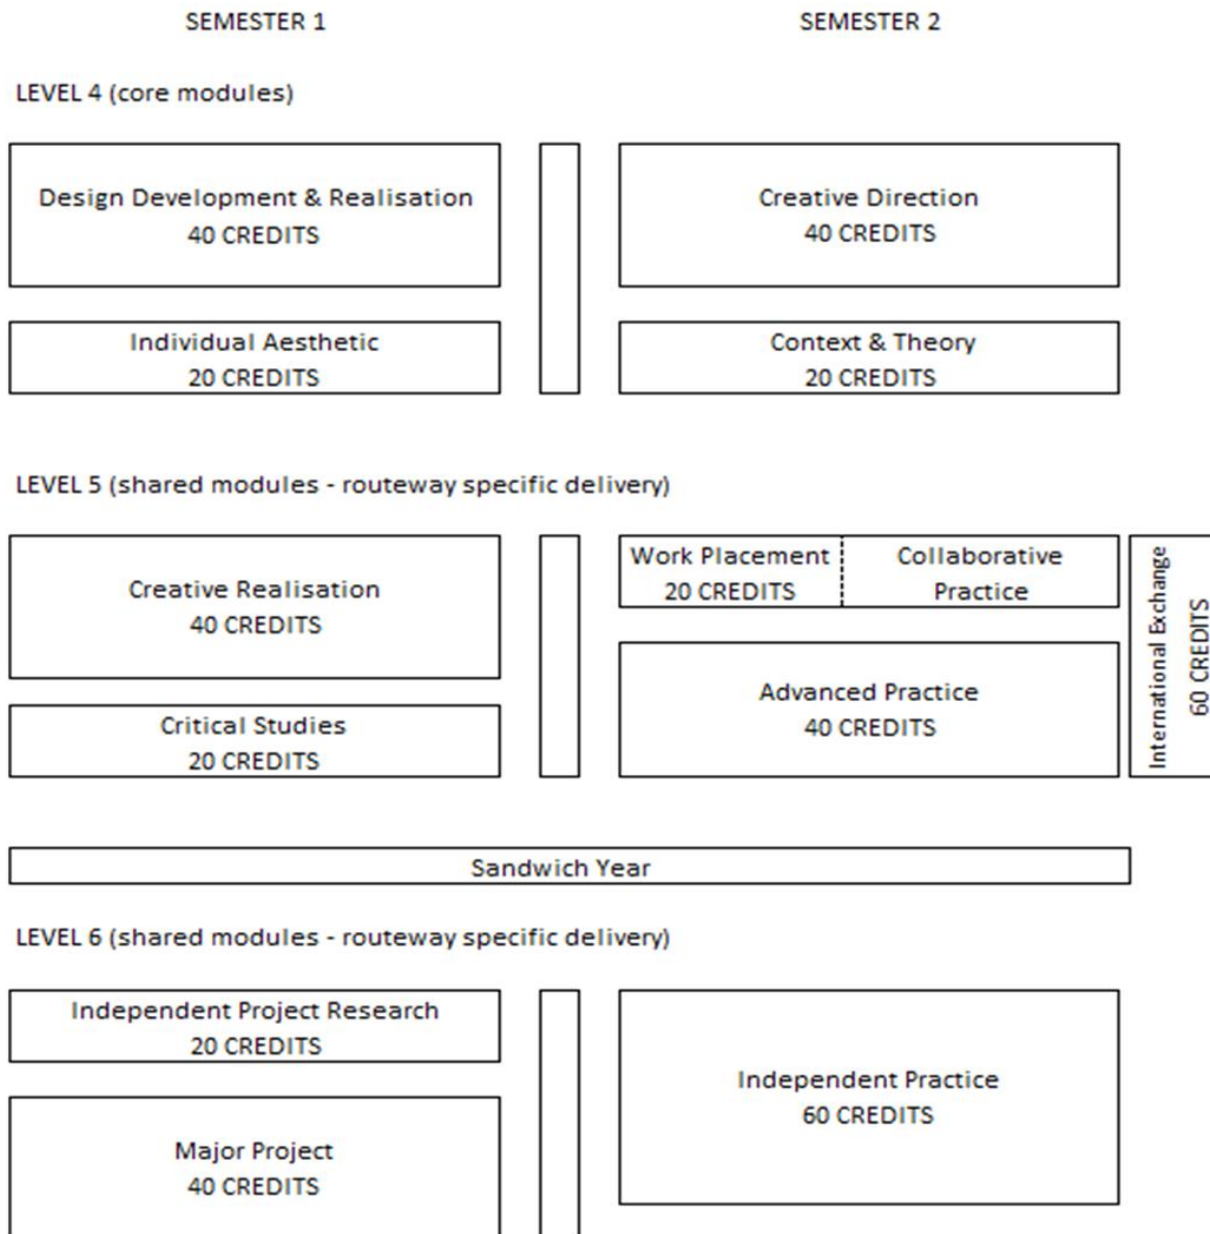 SEMESTER 1
SEMESTER 2
LEVEL 4 (core modules)
Design Development & Realisation
40 CREDITS
Creative Direction
40 CREDITS
Individual Aesthetic
20 CREDITS
Context & Theory
20 CREDITS
LEVEL 5 (shared modules - routeway specific delivery)
Creative Realisation
40 CREDITS
Work Placement
20 CREDITS
Collaborative
Practice
International Exchange
60 CREDITS
Critical Studies
20 CREDITS
Advanced Practice
40 CREDITS
Sandwich Year
LEVEL 6 (shared modules - routeway specific delivery)
Independent Project Research
20 CREDITS
Independent Practice
60 CREDITS
Major Project
40 CREDITS